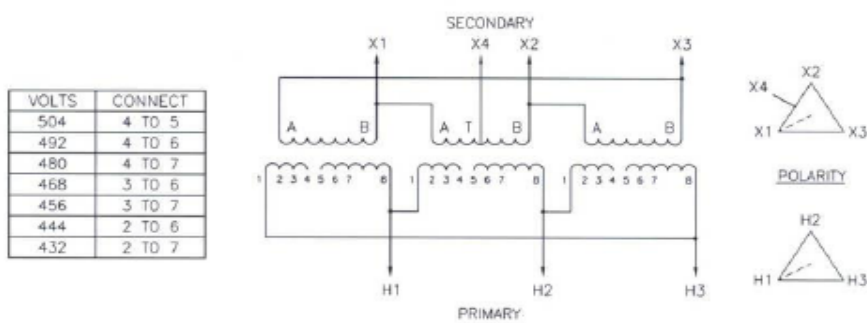 SECONDARY
X1 X4 X2 X3
VOLTS CONNECT
504 4 TO 5
492 4 TO 6
480 4 TO 7
468 3 TO 6
456 3 TO 7
444 2 TO 6
432 2 TO 7
A B A T B A B
1 2 3 4 5 6 7 8 1 2 3 4 5 6 7 8 1 2 3 4 5 6 7 8
H1 H2 H3
PRIMARY
X2
X4
X1 X3
POLARITY
H2
H1 H3